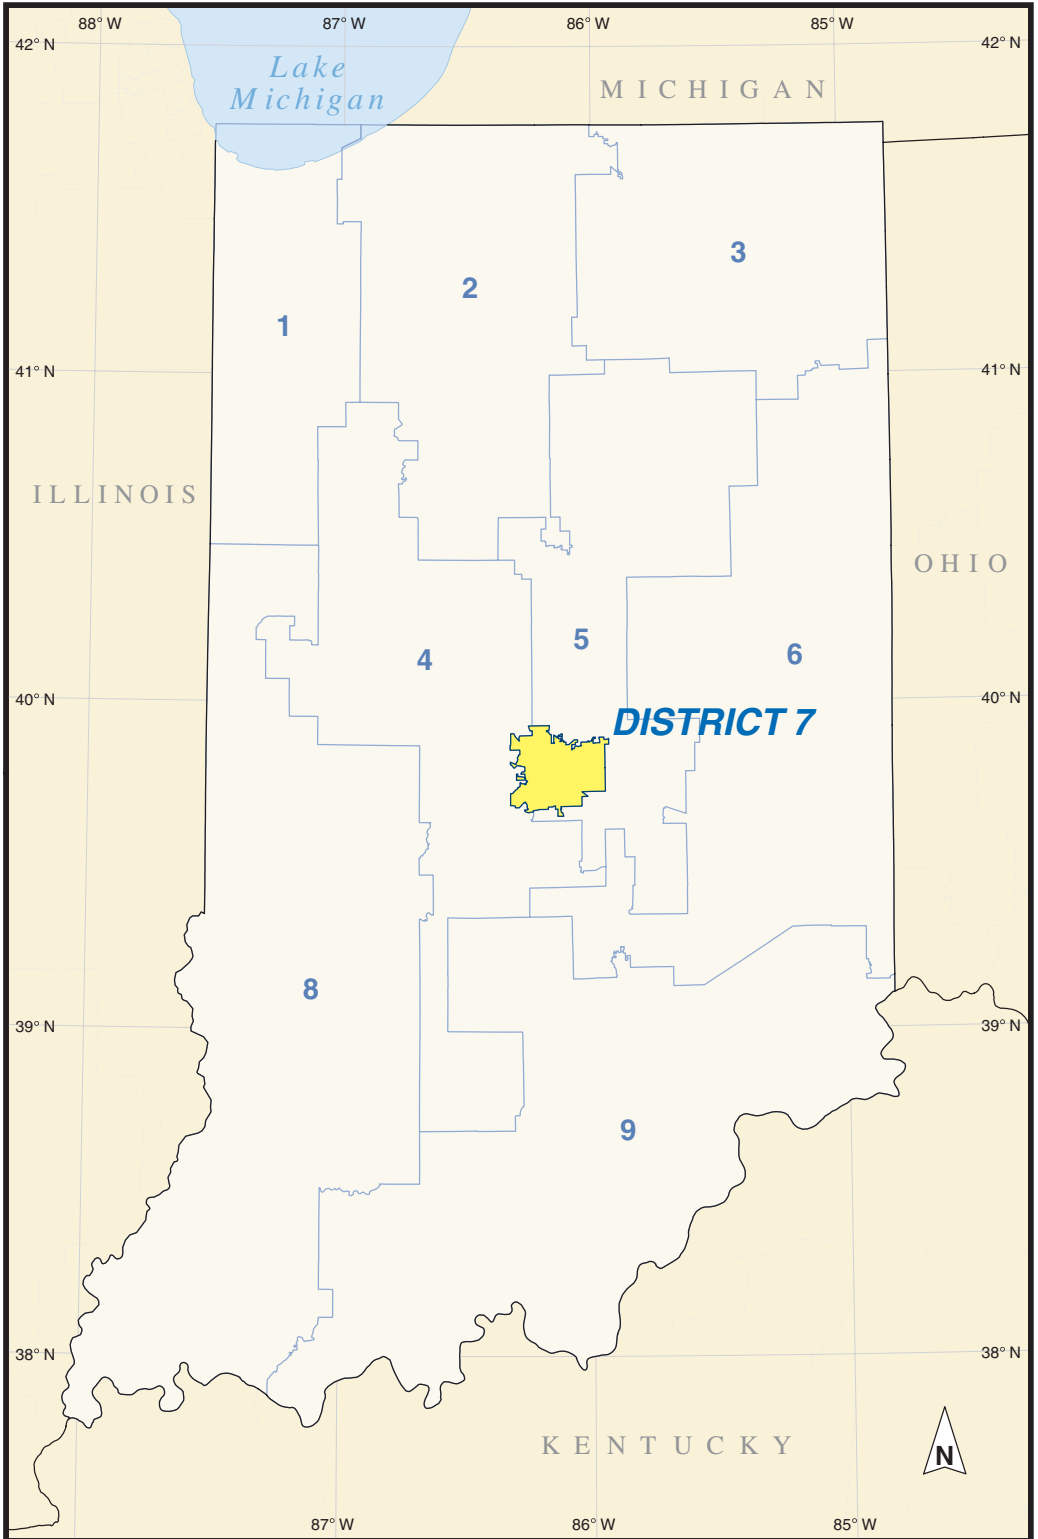 88° W
87° W
86° W
85° W
42° N
42° N
Lake
Michigan
MICHIGAN
3
2
1
41° N
41° N
ILLINOIS
OHIO
5
4
6
40° N
40° N
DISTRICT 7
8
39° N
39° N
9
38° N
38° N
KENTUCKY
N
87° W
86° W
85° W